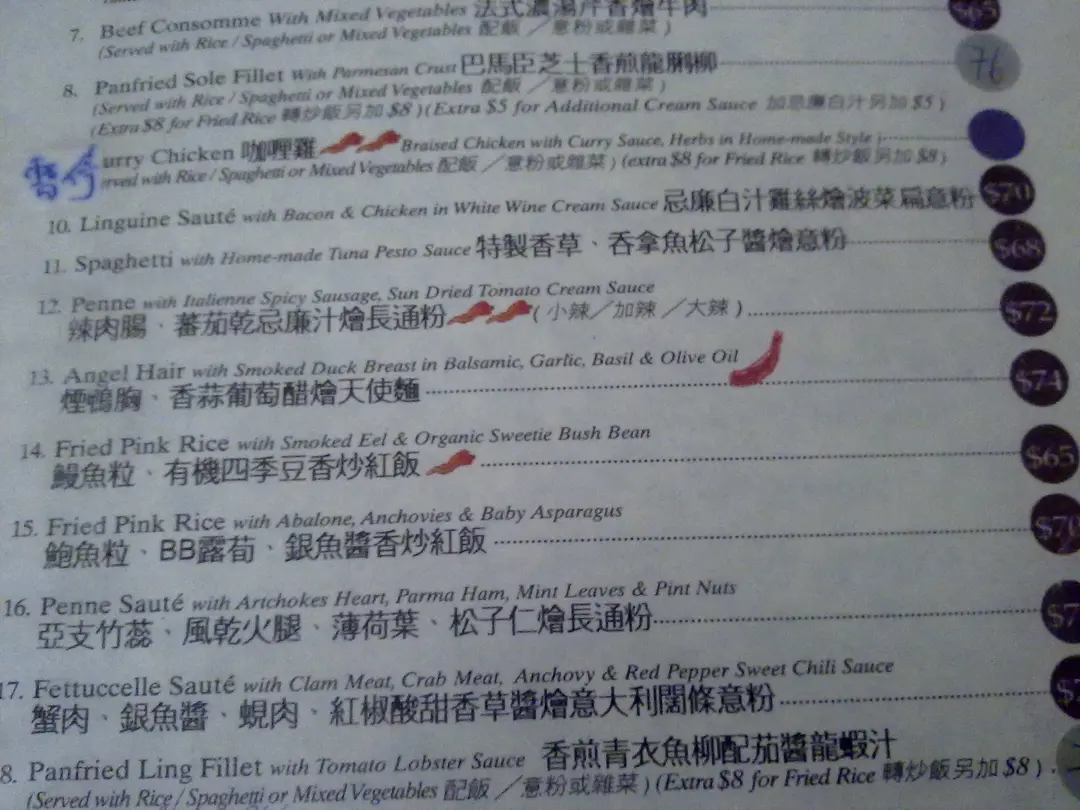 7. Beef Consomme With Mixed Vegetables 法式濃湯芹香燴牛肉 $65
(Served with Rice / Spaghetti or Mixed Vegetables 配飯 ／意粉或雜菜 )
8. Panfried Sole Fillet With Parmesan Crust 巴馬臣芝士香煎龍脷柳 76
(Served with Rice / Spaghetti or Mixed Vegetables 配飯 ／意粉或雜菜 )
(Extra $8 for Fried Rice 轉炒飯另加 $8 ) (Extra $5 for Additional Cream Sauce 加忌廉白汁另加 $5 )
urry Chicken 咖喱雞 Braised Chicken with Curry Sauce, Herbs in Home-made Style
erved with Rice / Spaghetti or Mixed Vegetables 配飯 ／意粉或雜菜 ) (extra $8 for Fried Rice 轉炒飯另加 $8 )
10. Linguine Sauté with Bacon & Chicken in White Wine Cream Sauce 忌廉白汁雞絲燴波菜扁意粉 $70
11. Spaghetti with Home-made Tuna Pesto Sauce 特製香草、吞拿魚松子醬燴意粉 $68
12. Penne with Italienne Spicy Sausage, Sun Dried Tomato Cream Sauce
辣肉腸、蕃茄乾忌廉汁燴長通粉 ( 小辣／加辣 ／大辣 ) $72
13. Angel Hair with Smoked Duck Breast in Balsamic, Garlic, Basil & Olive Oil
煙鴨胸、香蒜葡萄醋燴天使麵 $74
14. Fried Pink Rice with Smoked Eel & Organic Sweetie Bush Bean
鰻魚粒、有機四季豆香炒紅飯 $65
15. Fried Pink Rice with Abalone, Anchovies & Baby Asparagus
鮑魚粒、BB露荀、銀魚醬香炒紅飯 $70
16. Penne Sauté with Artchokes Heart, Parma Ham, Mint Leaves & Pint Nuts
亞支竹蕊、風乾火腿、薄荷葉、松子仁燴長通粉 $7
17. Fettuccelle Sauté with Clam Meat, Crab Meat, Anchovy & Red Pepper Sweet Chili Sauce
蟹肉、銀魚醬、蜆肉、紅椒酸甜香草醬燴意大利闊條意粉
8. Panfried Ling Fillet with Tomato Lobster Sauce 香煎青衣魚柳配茄醬龍蝦汁
(Served with Rice / Spaghetti or Mixed Vegetables 配飯 ／意粉或雜菜 ) (Extra $8 for Fried Rice 轉炒飯另加 $8 )